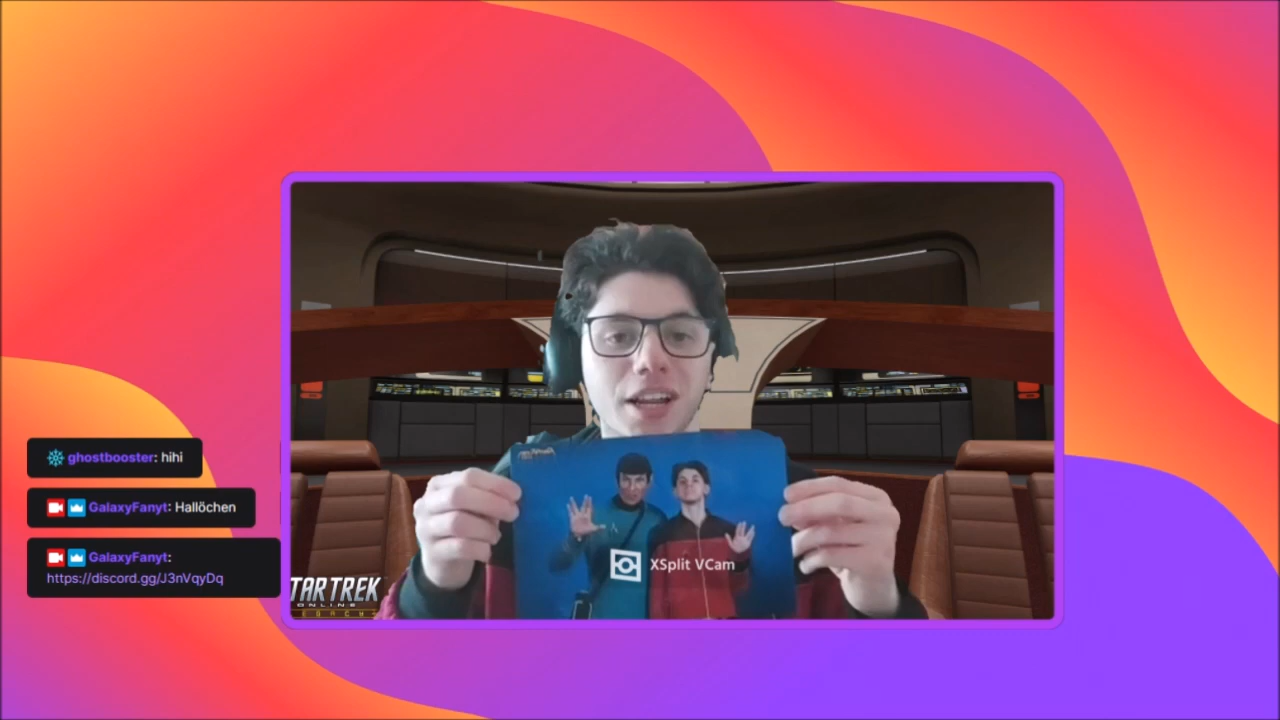 ghostbooster: hihi
GalaxyFanyt: Hallöchen
GalaxyFanyt:
https://discord.gg/J3nVqyDq
XSplit VCam
TAR TREK
ONLINE